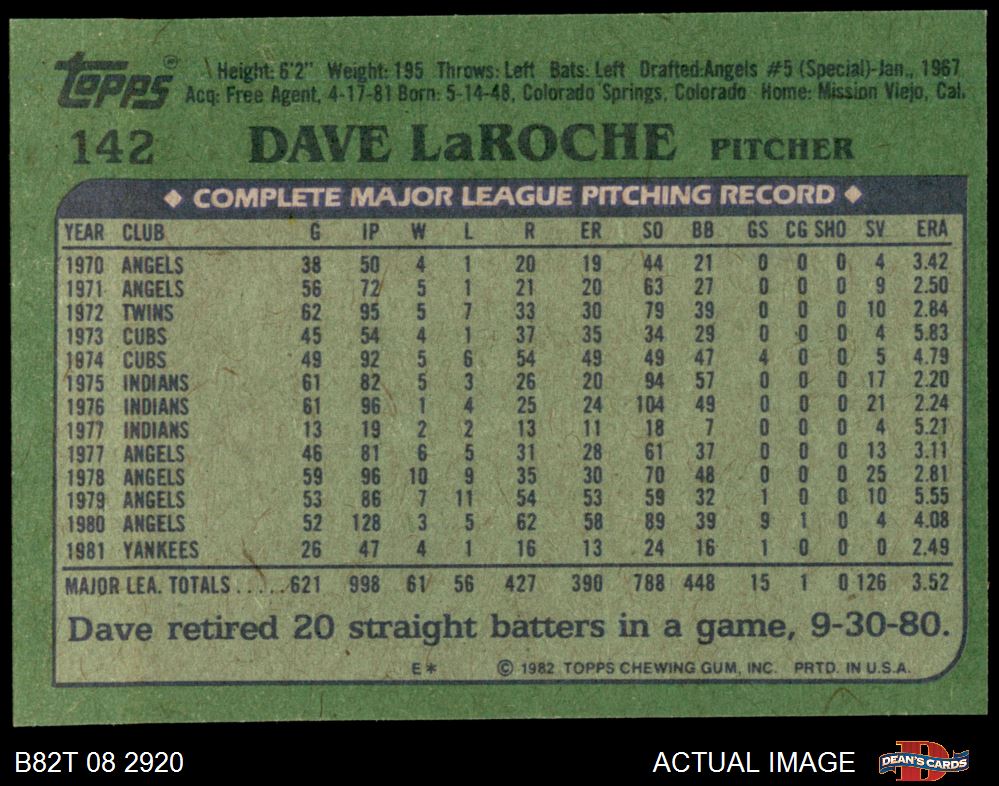 Topps® Height: 6'2" Weight: 195 Throws: Left Bats: Left Drafted: Angels #5 (Special)-Jan., 1967
Acq: Free Agent, 4-17-81 Born: 5-14-48, Colorado Springs, Colorado Home: Mission Viejo, Cal.
142 DAVE LaROCHE PITCHER
◆ COMPLETE MAJOR LEAGUE PITCHING RECORD ◆
YEAR CLUB G IP W L R ER SO BB GS CG SHO SV ERA
1970 ANGELS 38 50 4 1 20 19 44 21 0 0 0 4 3.42
1971 ANGELS 56 72 5 1 21 20 63 27 0 0 0 9 2.50
1972 TWINS 62 95 5 7 33 30 79 39 0 0 0 10 2.84
1973 CUBS 45 54 4 1 37 35 34 29 0 0 0 4 5.83
1974 CUBS 49 92 5 6 54 49 49 47 4 0 0 5 4.79
1975 INDIANS 61 82 5 3 26 20 94 57 0 0 0 17 2.20
1976 INDIANS 61 96 1 4 25 24 104 49 0 0 0 21 2.24
1977 INDIANS 13 19 2 2 13 11 18 7 0 0 0 4 5.21
1977 ANGELS 46 81 6 5 31 28 61 37 0 0 0 13 3.11
1978 ANGELS 59 96 10 9 35 30 70 48 0 0 0 25 2.81
1979 ANGELS 53 86 7 11 54 53 59 32 1 0 0 10 5.55
1980 ANGELS 52 128 3 5 62 58 89 39 9 1 0 4 4.08
1981 YANKEES 26 47 4 1 16 13 24 16 1 0 0 0 2.49
MAJOR LEA. TOTALS.....621 998 61 56 427 390 788 448 15 1 0 126 3.52
Dave retired 20 straight batters in a game, 9-30-80.
E* © 1982 TOPPS CHEWING GUM, INC. PRTD. IN U.S.A.
B82T 08 2920 ACTUAL IMAGE D DEAN'S CARDS